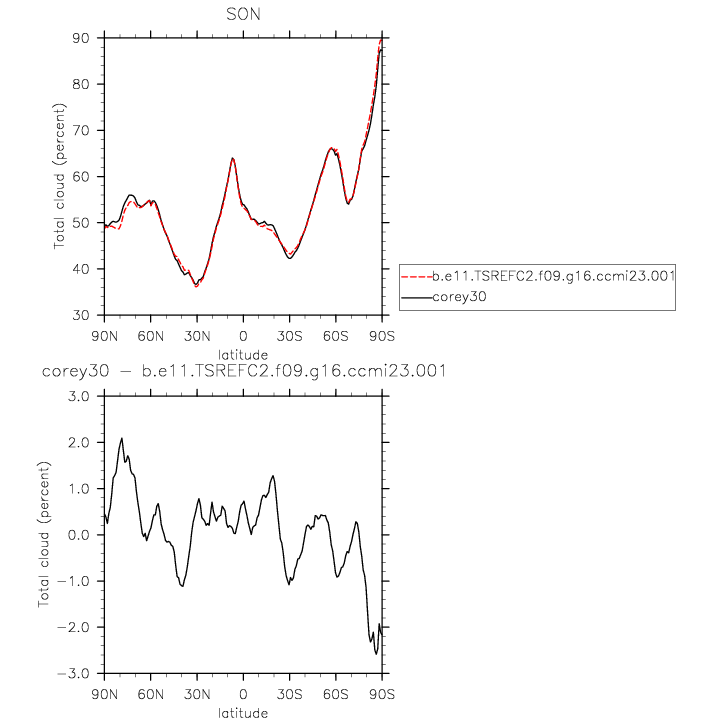 SON
90
80
70
60
50
40
30
Total cloud (percent)
90N 60N 30N 0 30S 60S 90S
latitude
b.e11.TSREFC2.f09.g16.ccmi23.001
corey30
corey30 − b.e11.TSREFC2.f09.g16.ccmi23.001
3.0
2.0
1.0
0.0
−1.0
−2.0
−3.0
Total cloud (percent)
90N 60N 30N 0 30S 60S 90S
latitude